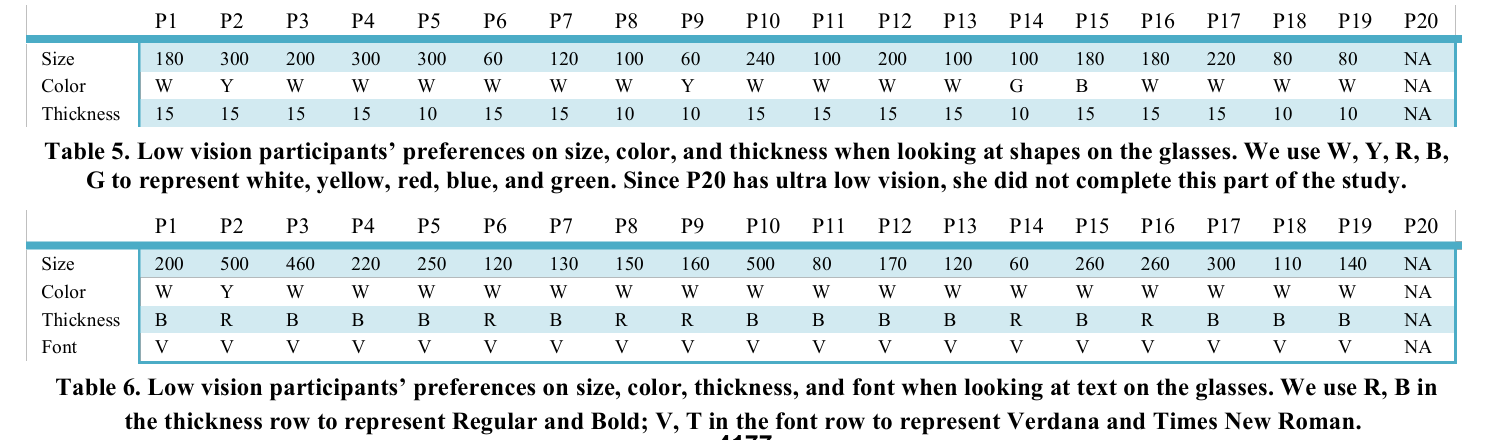 P1 P2 P3 P4 P5 P6 P7 P8 P9 P10 P11 P12 P13 P14 P15 P16 P17 P18 P19 P20
Size 180 300 200 300 300 60 120 100 60 240 100 200 100 100 180 180 220 80 80 NA
Color W Y W W W W W W Y W W W W G B W W W W NA
Thickness 15 15 15 15 10 15 15 10 10 15 15 15 15 10 15 15 15 10 10 NA
Table 5. Low vision participants’ preferences on size, color, and thickness when looking at shapes on the glasses. We use W, Y, R, B,
G to represent white, yellow, red, blue, and green. Since P20 has ultra low vision, she did not complete this part of the study.
P1 P2 P3 P4 P5 P6 P7 P8 P9 P10 P11 P12 P13 P14 P15 P16 P17 P18 P19 P20
Size 200 500 460 220 250 120 130 150 160 500 80 170 120 60 260 260 300 110 140 NA
Color W Y W W W W W W W W W W W W W W W W W NA
Thickness B R B B B R B R R B B B B R B R B B B NA
Font V V V V V V V V V V V V V V V V V V V NA
Table 6. Low vision participants’ preferences on size, color, thickness, and font when looking at text on the glasses. We use R, B in
the thickness row to represent Regular and Bold; V, T in the font row to represent Verdana and Times New Roman.